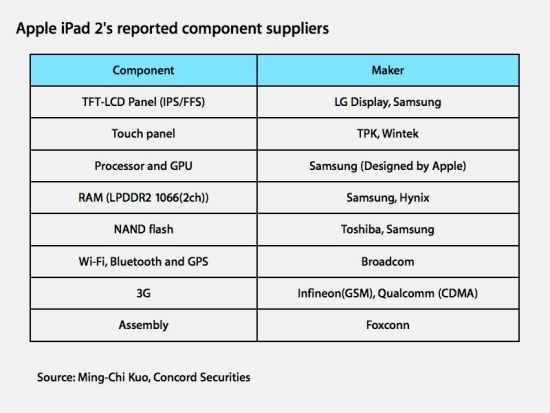 Apple iPad 2's reported component suppliers
Component Maker
TFT-LCD Panel (IPS/FFS) LG Display, Samsung
Touch panel TPK, Wintek
Processor and GPU Samsung (Designed by Apple)
RAM (LPDDR2 1066(2ch)) Samsung, Hynix
NAND flash Toshiba, Samsung
Wi-Fi, Bluetooth and GPS Broadcom
3G Infineon(GSM), Qualcomm (CDMA)
Assembly Foxconn
Source: Ming-Chi Kuo, Concord Securities